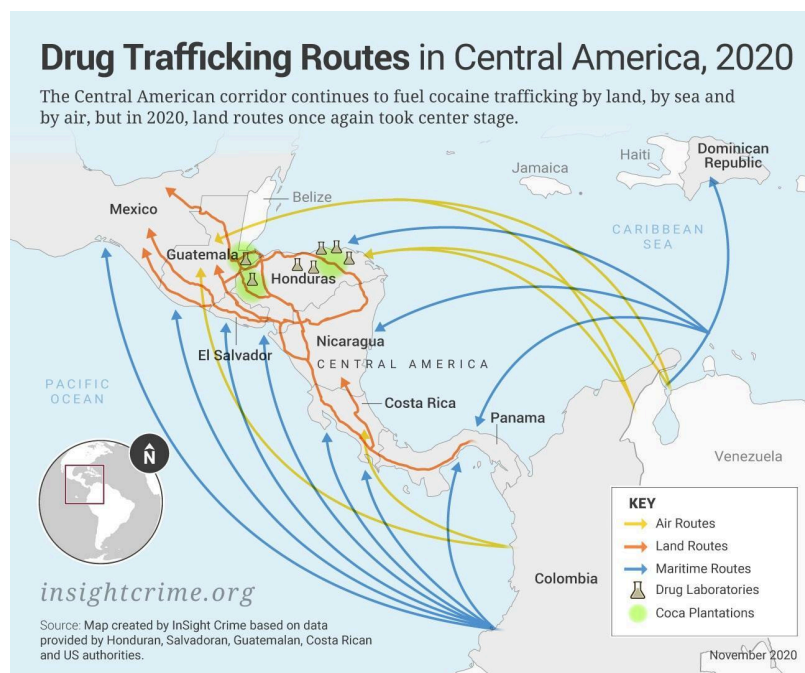 Drug Trafficking Routes in Central America, 2020
The Central American corridor continues to fuel cocaine trafficking by land, by sea and
by air, but in 2020, land routes once again took center stage.
Dominican
Republic
Haiti
Jamaica
Belize
Mexico
CARIBBEAN
SEA
Guatemala
Honduras
El Salvador
Nicaragua
CENTRAL AMERICA
PACIFIC
OCEAN
Costa Rica
Panama
Venezuela
N
Colombia
KEY
Air Routes
Land Routes
Maritime Routes
Drug Laboratories
Coca Plantations
insightcrime.org
Source: Map created by InSight Crime based on data
provided by Honduran, Salvadoran, Guatemalan, Costa Rican
and US authorities.
November 2020